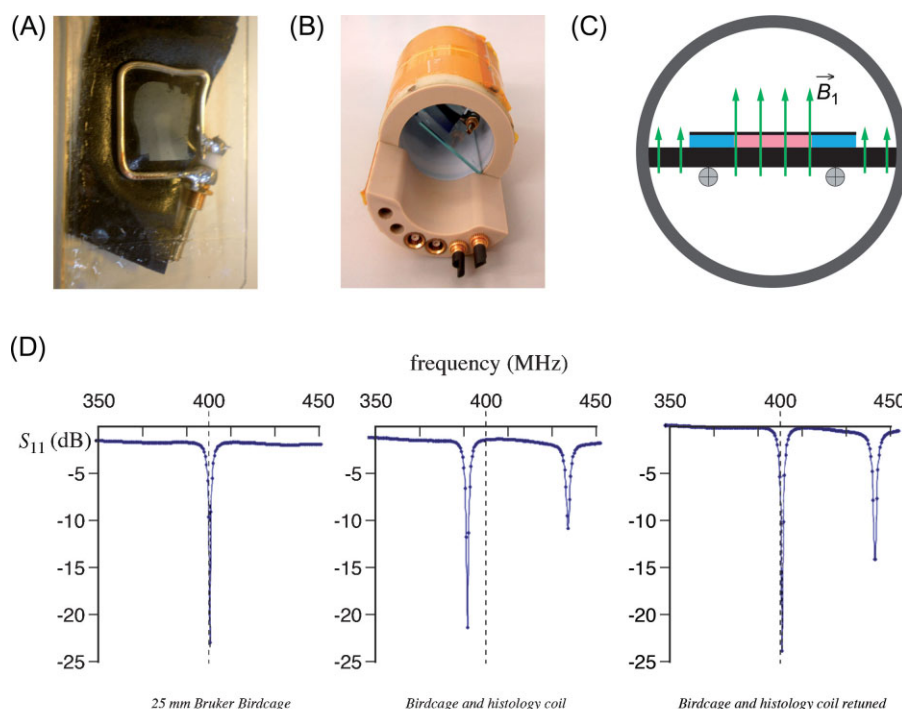 (A)
(B)
(C)
B₁
(D)
frequency (MHz)
350 400 450
350 400 450
350 400 450
S₁₁ (dB)
-5
-10
-15
-20
-25
-5
-10
-15
-20
-25
-5
-10
-15
-20
-25
25 mm Bruker Birdcage
Birdcage and histology coil
Birdcage and histology coil retuned